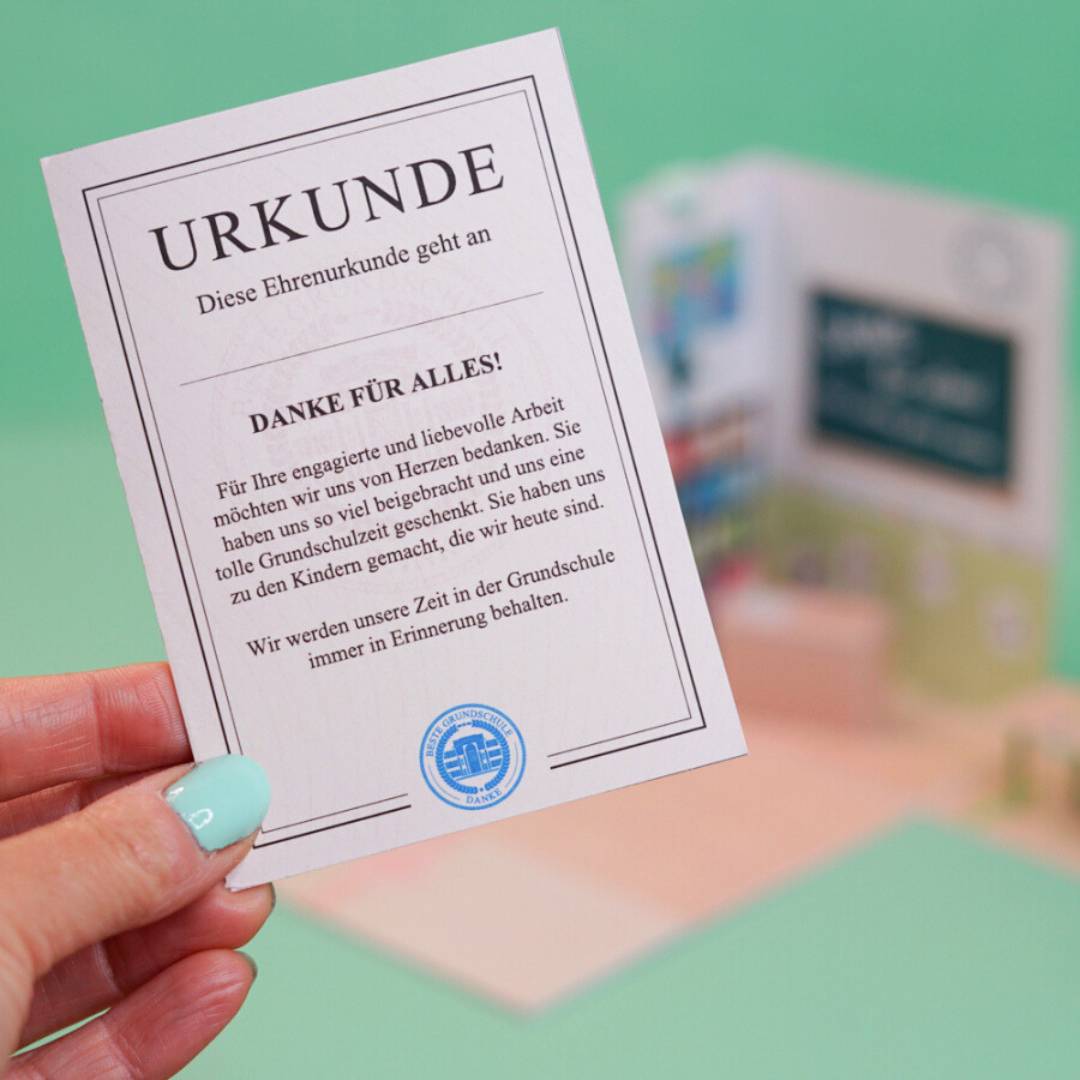 URKUNDE
Diese Ehrenurkunde geht an
DANKE FÜR ALLES!
Für Ihre engagierte und liebevolle Arbeit
möchten wir uns von Herzen bedanken. Sie
haben uns so viel beigebracht und uns eine
tolle Grundschulzeit geschenkt. Sie haben uns
zu den Kindern gemacht, die wir heute sind.
Wir werden unsere Zeit in der Grundschule
immer in Erinnerung behalten.
BESTE GRUNDSCHULE
DANKE